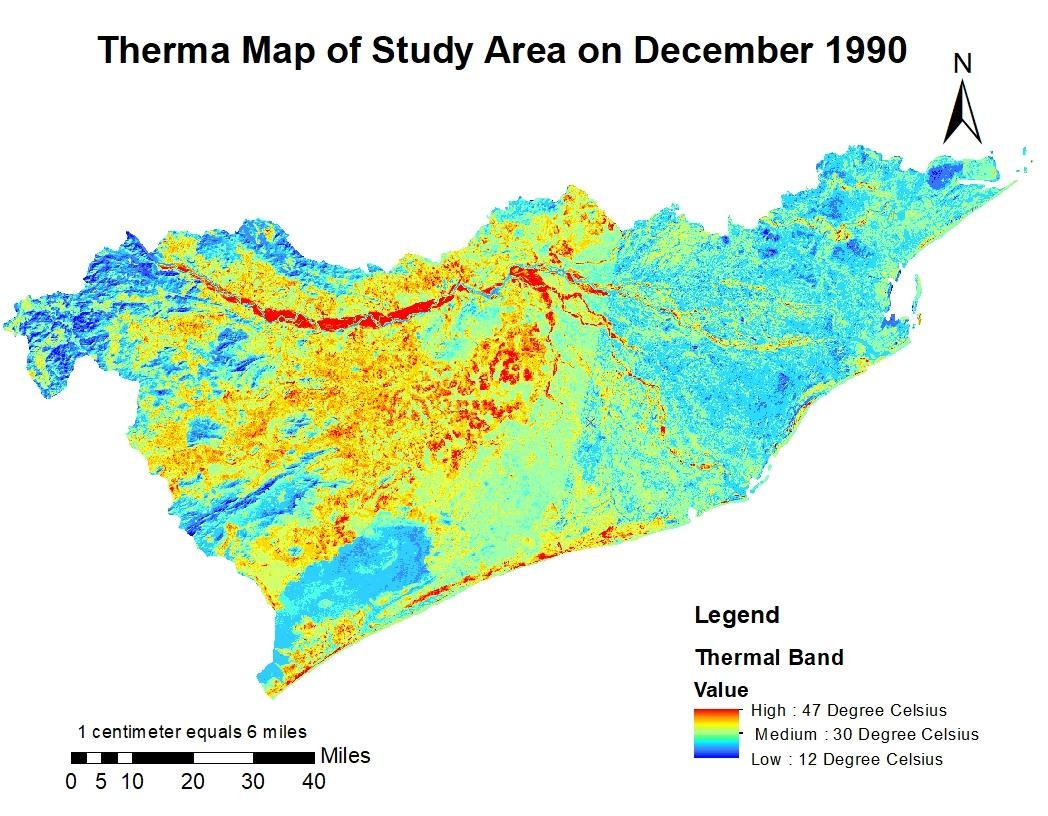 Therma Map of Study Area on December 1990
N
Legend
Thermal Band
Value
High : 47 Degree Celsius
Medium : 30 Degree Celsius
Low : 12 Degree Celsius
1 centimeter equals 6 miles
Miles
0 5 10 20 30 40